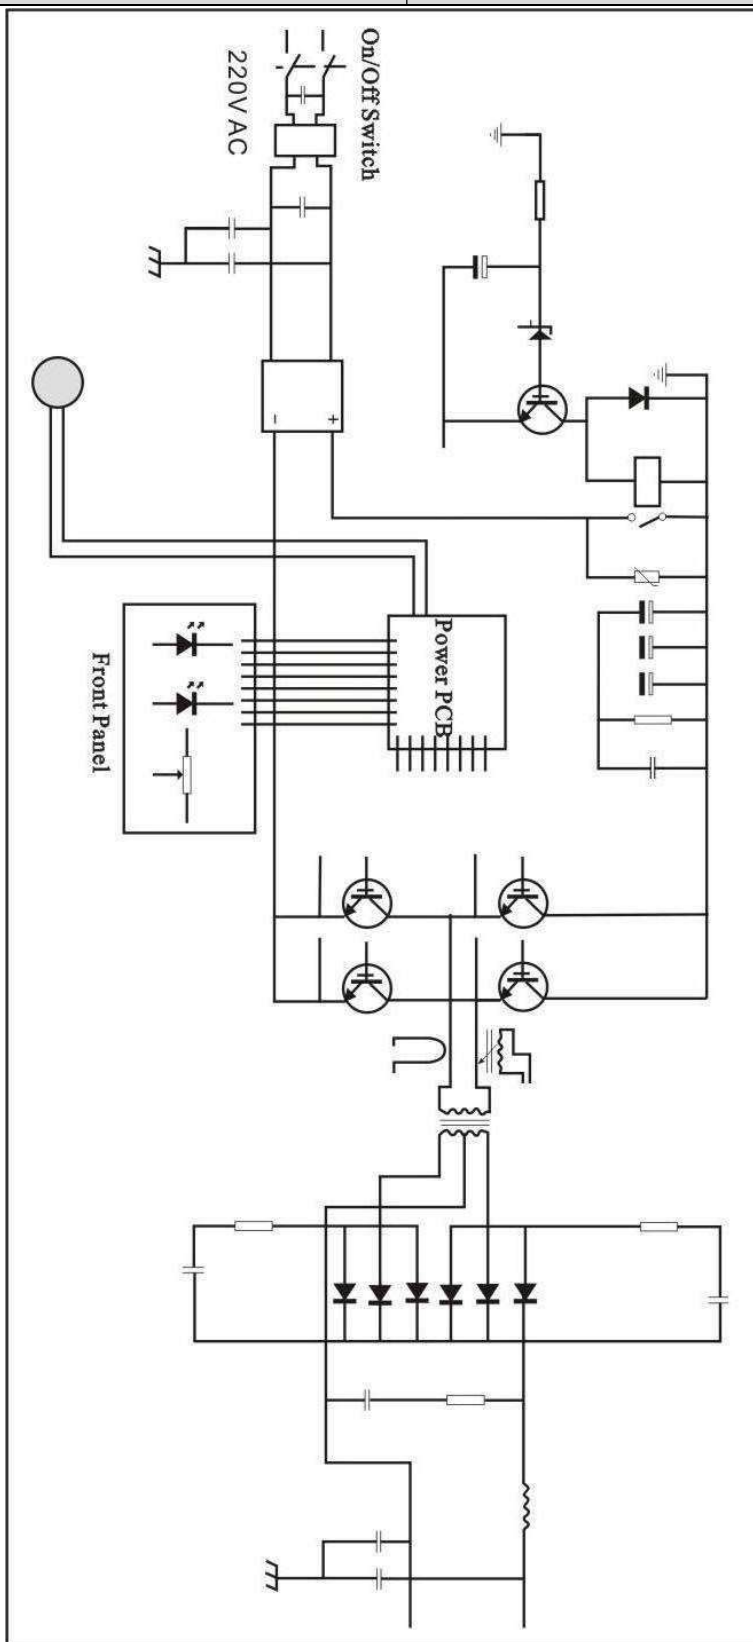 On/Off Switch
220V AC
-
+
Power PCB
Front Panel